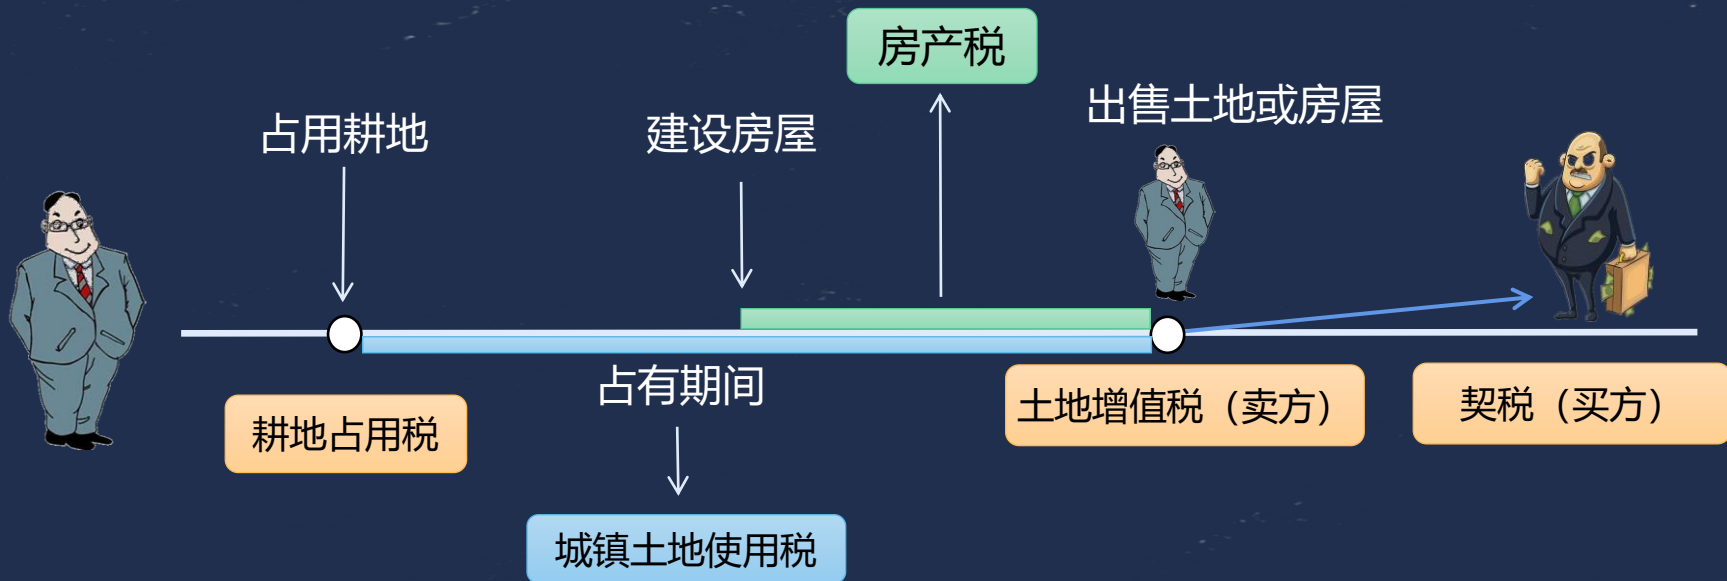 房产税
出售土地或房屋
占用耕地
建设房屋
占有期间
土地增值税（卖方）
契税（买方）
耕地占用税
城镇土地使用税